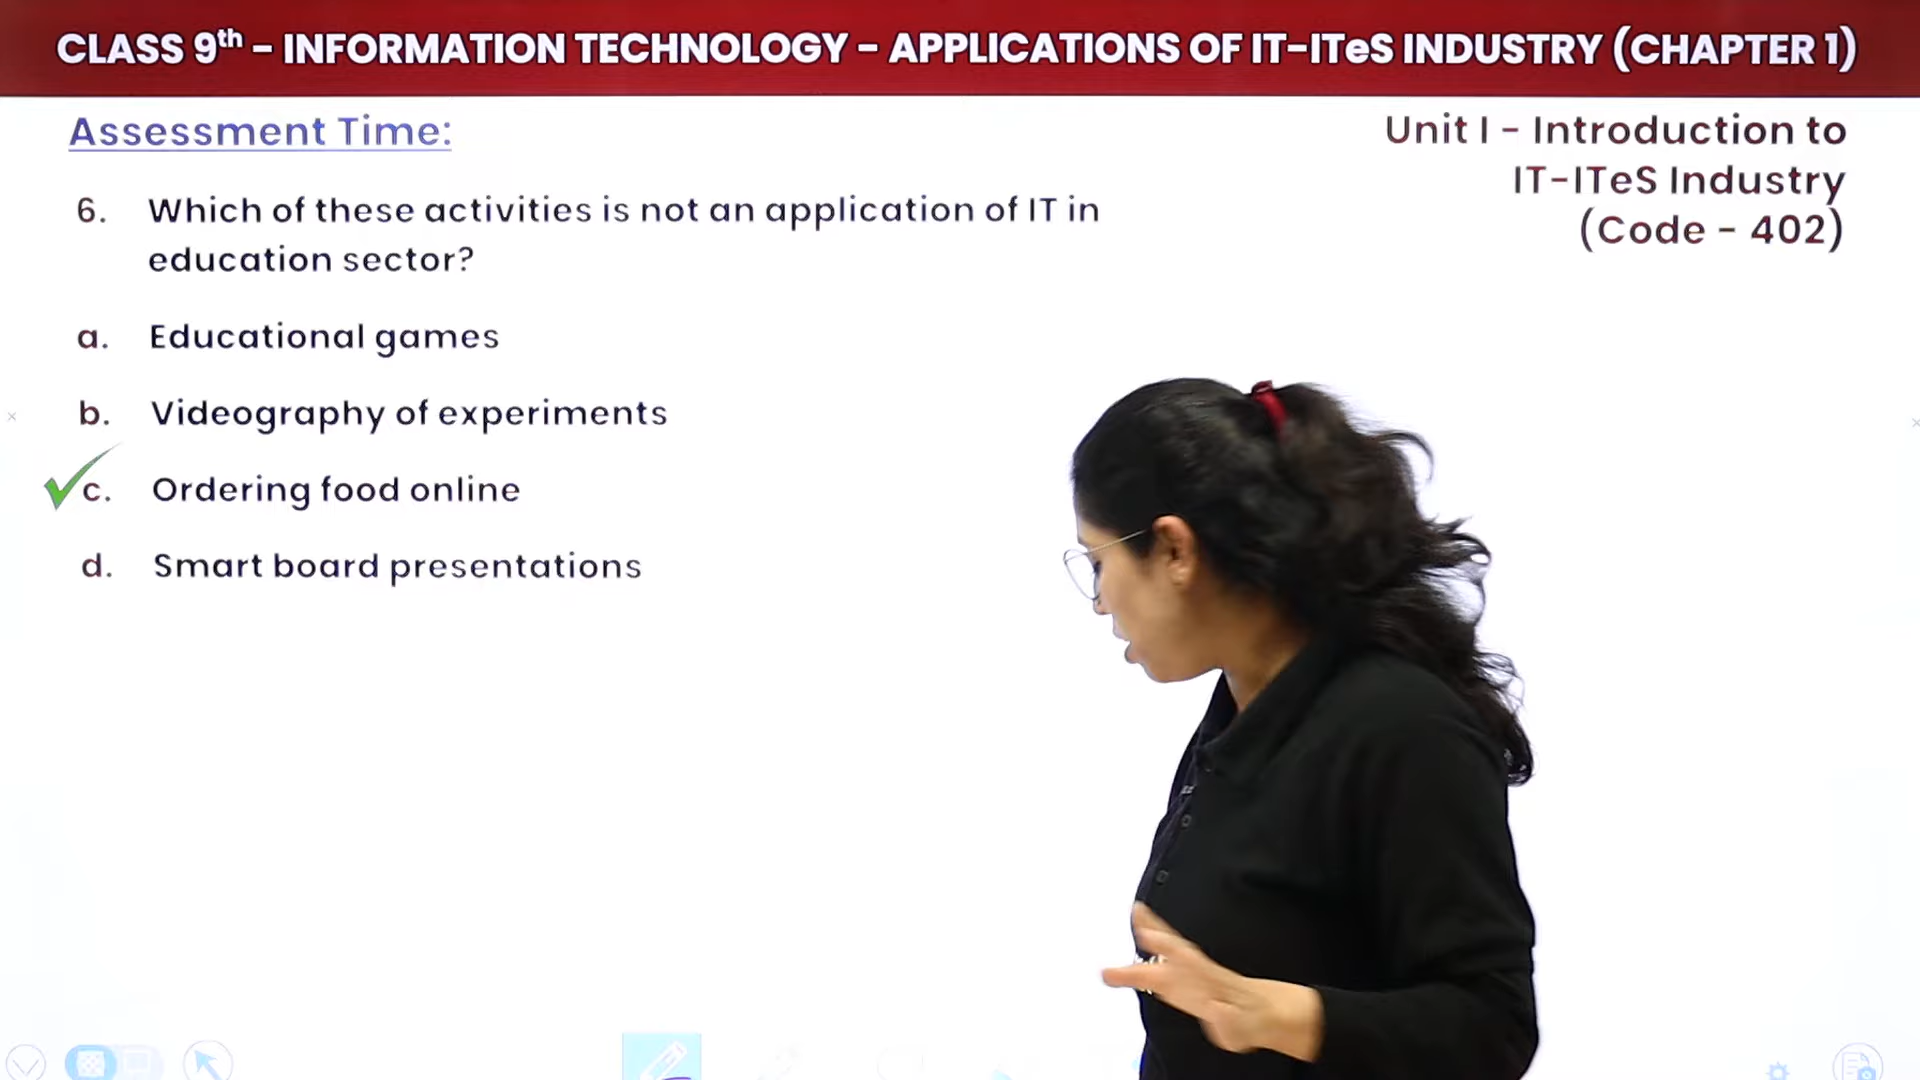 CLASS 9th – INFORMATION TECHNOLOGY – APPLICATIONS OF IT-ITeS INDUSTRY (CHAPTER 1)
Assessment Time:
Unit I – Introduction to
IT-ITeS Industry
(Code - 402)
6. Which of these activities is not an application of IT in
education sector?
a. Educational games
b. Videography of experiments
c. Ordering food online
d. Smart board presentations